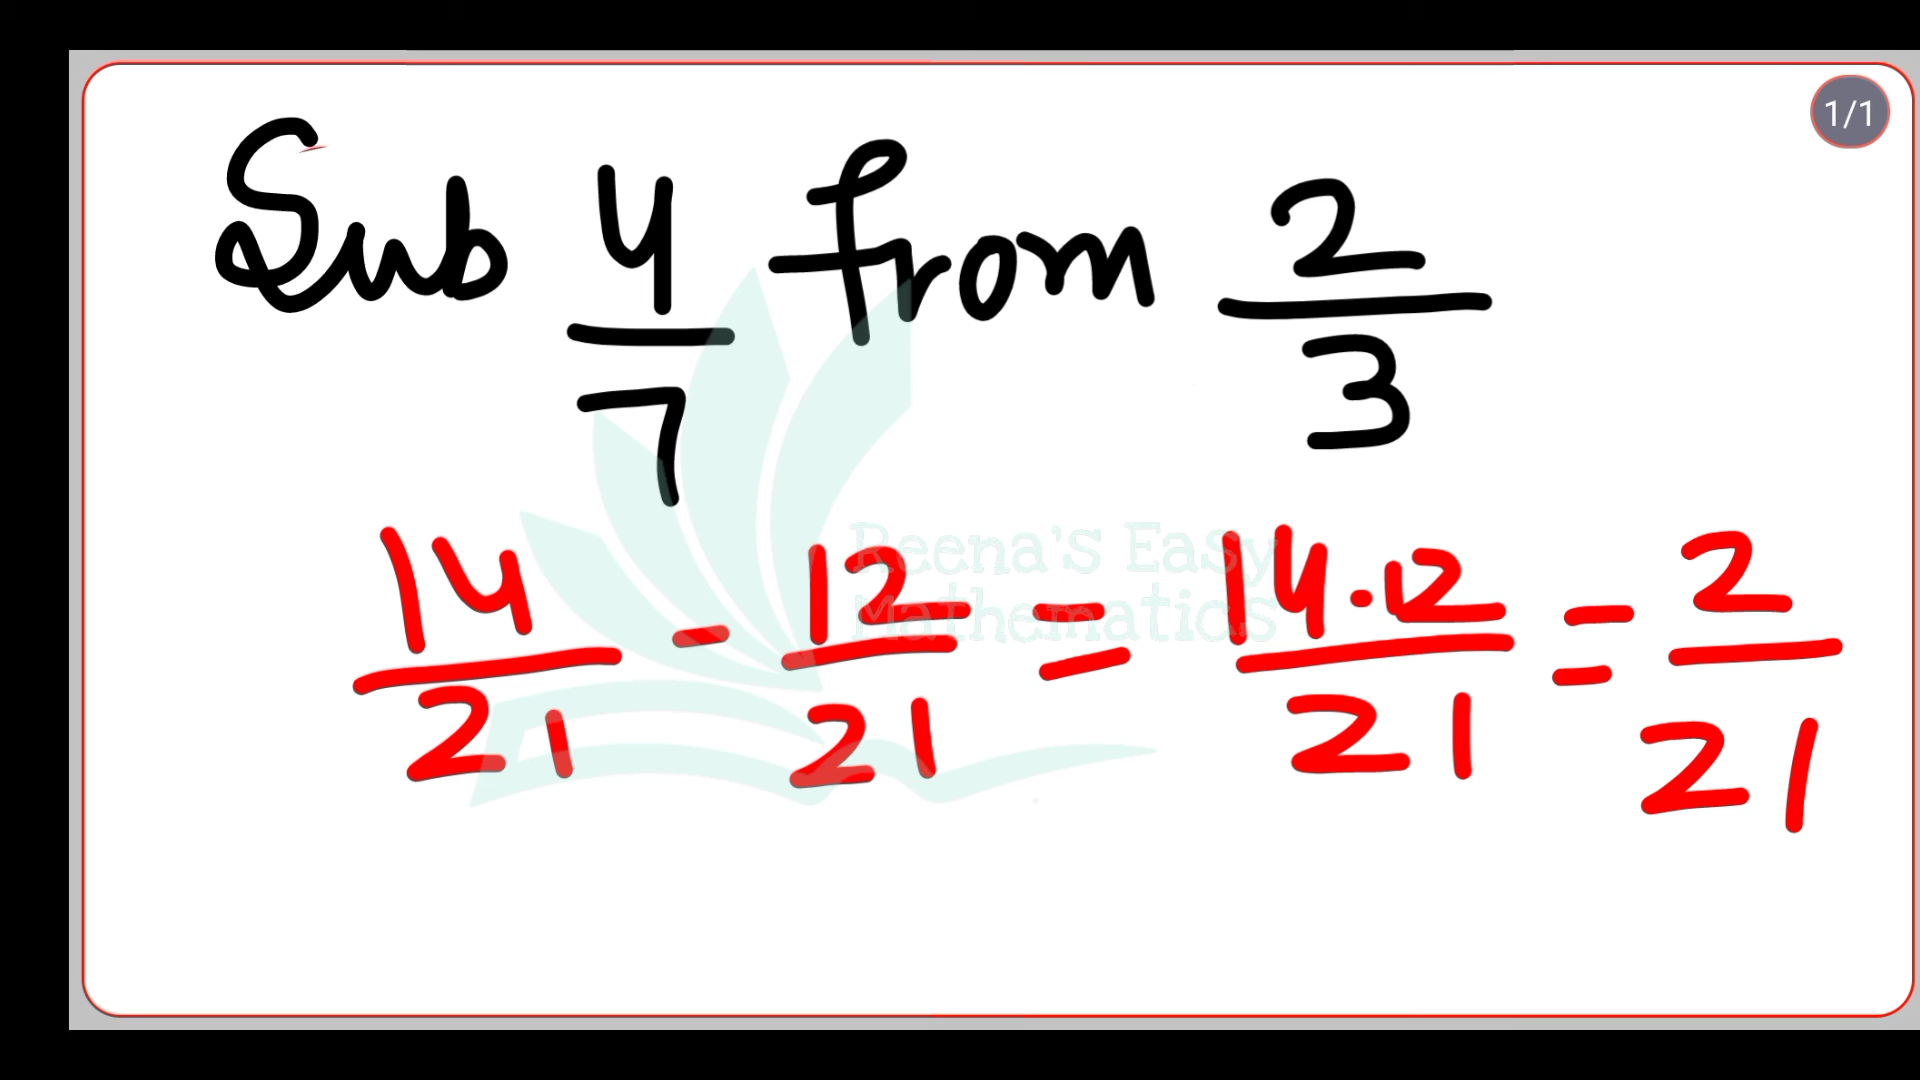 1/1
Sub 4/7 from 2/3
14/21 - 12/21 = 14·12/21 = 2/21
Reena's Easy
Mathematics